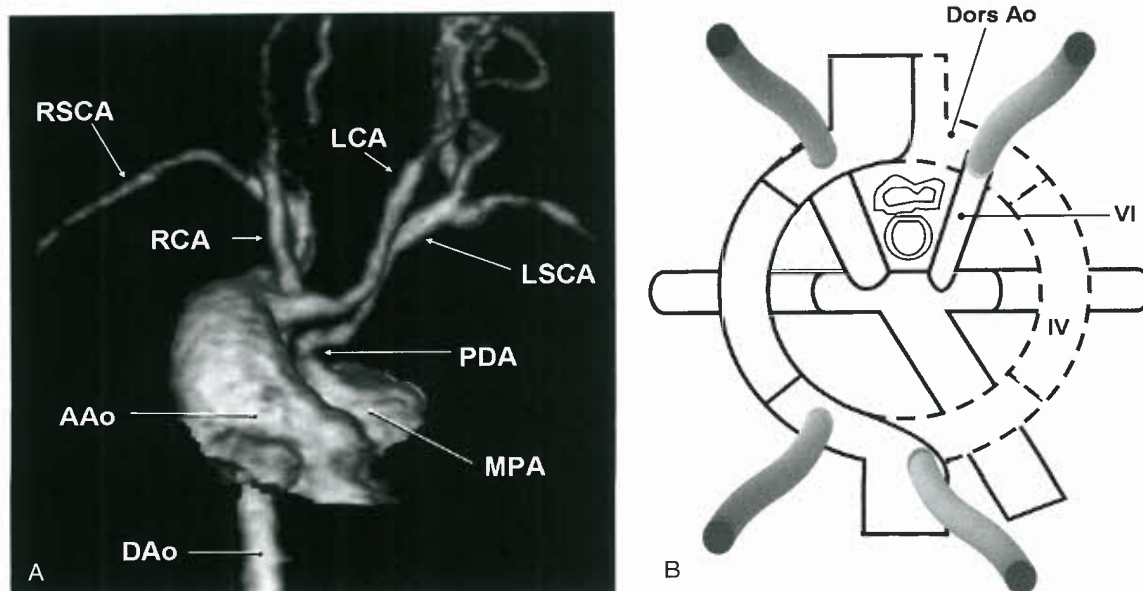 RSCA
LCA
RCA
LSCA
PDA
AAo
MPA
DAo
A
Dors Ao
VI
IV
B